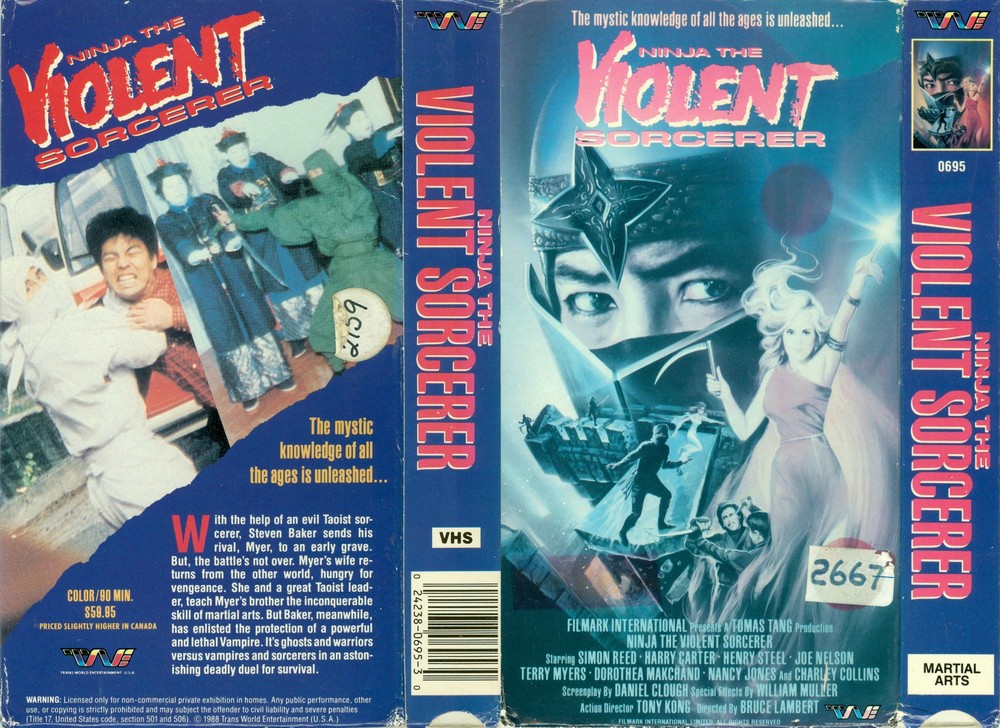 NINJA THE
VIOLENT
SORCERER
2159
The mystic
knowledge of all
the ages is unleashed...
With the help of an evil Taoist sor-
cerer, Steven Baker sends his
rival, Myer, to an early grave.
But, the battle's not over. Myer's wife re-
turns from the other world, hungry for
vengeance. She and a great Taoist lead-
er, teach Myer's brother the inconquerable
skill of martial arts. But Baker, meanwhile,
has enlisted the protection of a powerful
and lethal Vampire. It's ghosts and warriors
versus vampires and sorcerers in an aston-
ishing deadly duel for survival.
COLOR/90 MIN.
$59.95
PRICED SLIGHTLY HIGHER IN CANADA
TWE
TRANS WORLD ENTERTAINMENT U.S.A.
WARNING: Licensed only for non-commercial private exhibition in homes. Any public performance, other
use, or copying is strictly prohibited and may subject the offender to civil liability and severe penalties
(Title 17, United States code, section 501 and 506). © 1988 Trans World Entertainment (U.S.A.)
TWE
NINJA THE
VIOLENT SORCERER
VHS
0 24238-0695-3 0
The mystic knowledge of all the ages is unleashed...
NINJA THE
VIOLENT
SORCERER
2667
FILMARK INTERNATIONAL Presents A TOMAS TANG Production
NINJA THE VIOLENT SORCERER
Starring SIMON REED · HARRY CARTER · HENRY STEEL · JOE NELSON
TERRY MYERS · DOROTHEA MAKCHAND · NANCY JONES And CHARLEY COLLINS
Screenplay By DANIEL CLOUGH Special Effects By WILLIAM MULLER
Action Director TONY KONG · Directed By BRUCE LAMBERT
FILMARK INTERNATIONAL LIMITED. ALL RIGHTS RESERVED
TWE
TWE
0695
NINJA THE
VIOLENT SORCERER
MARTIAL
ARTS